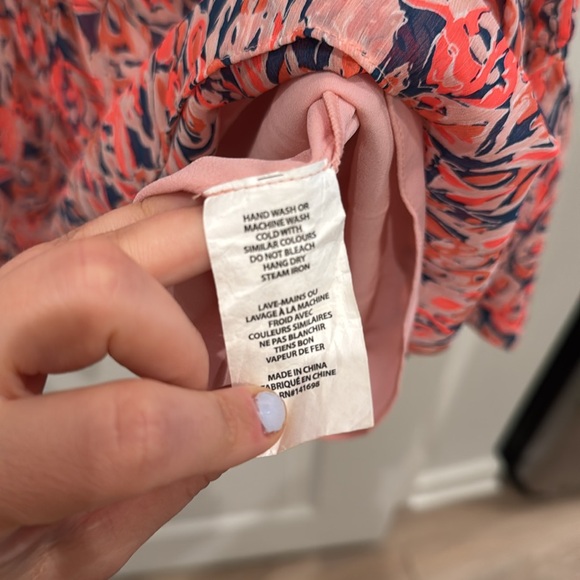 HAND WASH OR
MACHINE WASH
COLD WITH
SIMILAR COLOURS
DO NOT BLEACH
HANG DRY
STEAM IRON
LAVE-MAINS OU
LAVAGE À LA MACHINE
FROID AVEC
COULEURS SIMILAIRES
NE PAS BLANCHIR
TIENS BON
VAPEUR DE FER
MADE IN CHINA
FABRIQUÉ EN CHINE
RN#141698